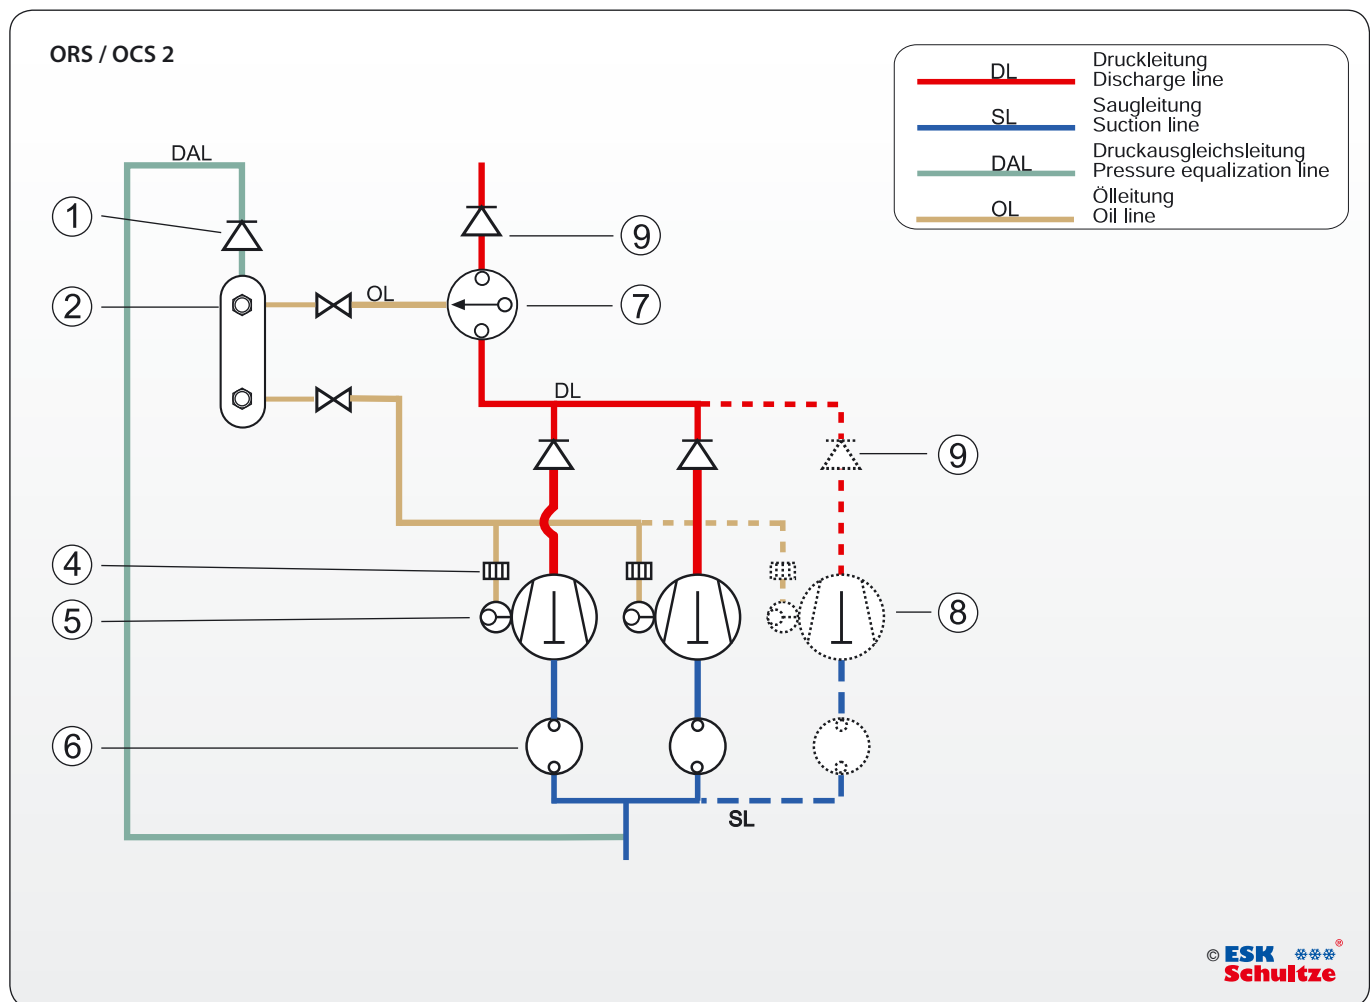 ORS / OCS 2
DL
Druckleitung
Discharge line
SL
Saugleitung
Suction line
DAL
Druckausgleichsleitung
Pressure equalization line
OL
Ölleitung
Oil line
DAL
1
9
2
OL
7
DL
9
4
5
8
6
SL
© ESK ®
Schultze